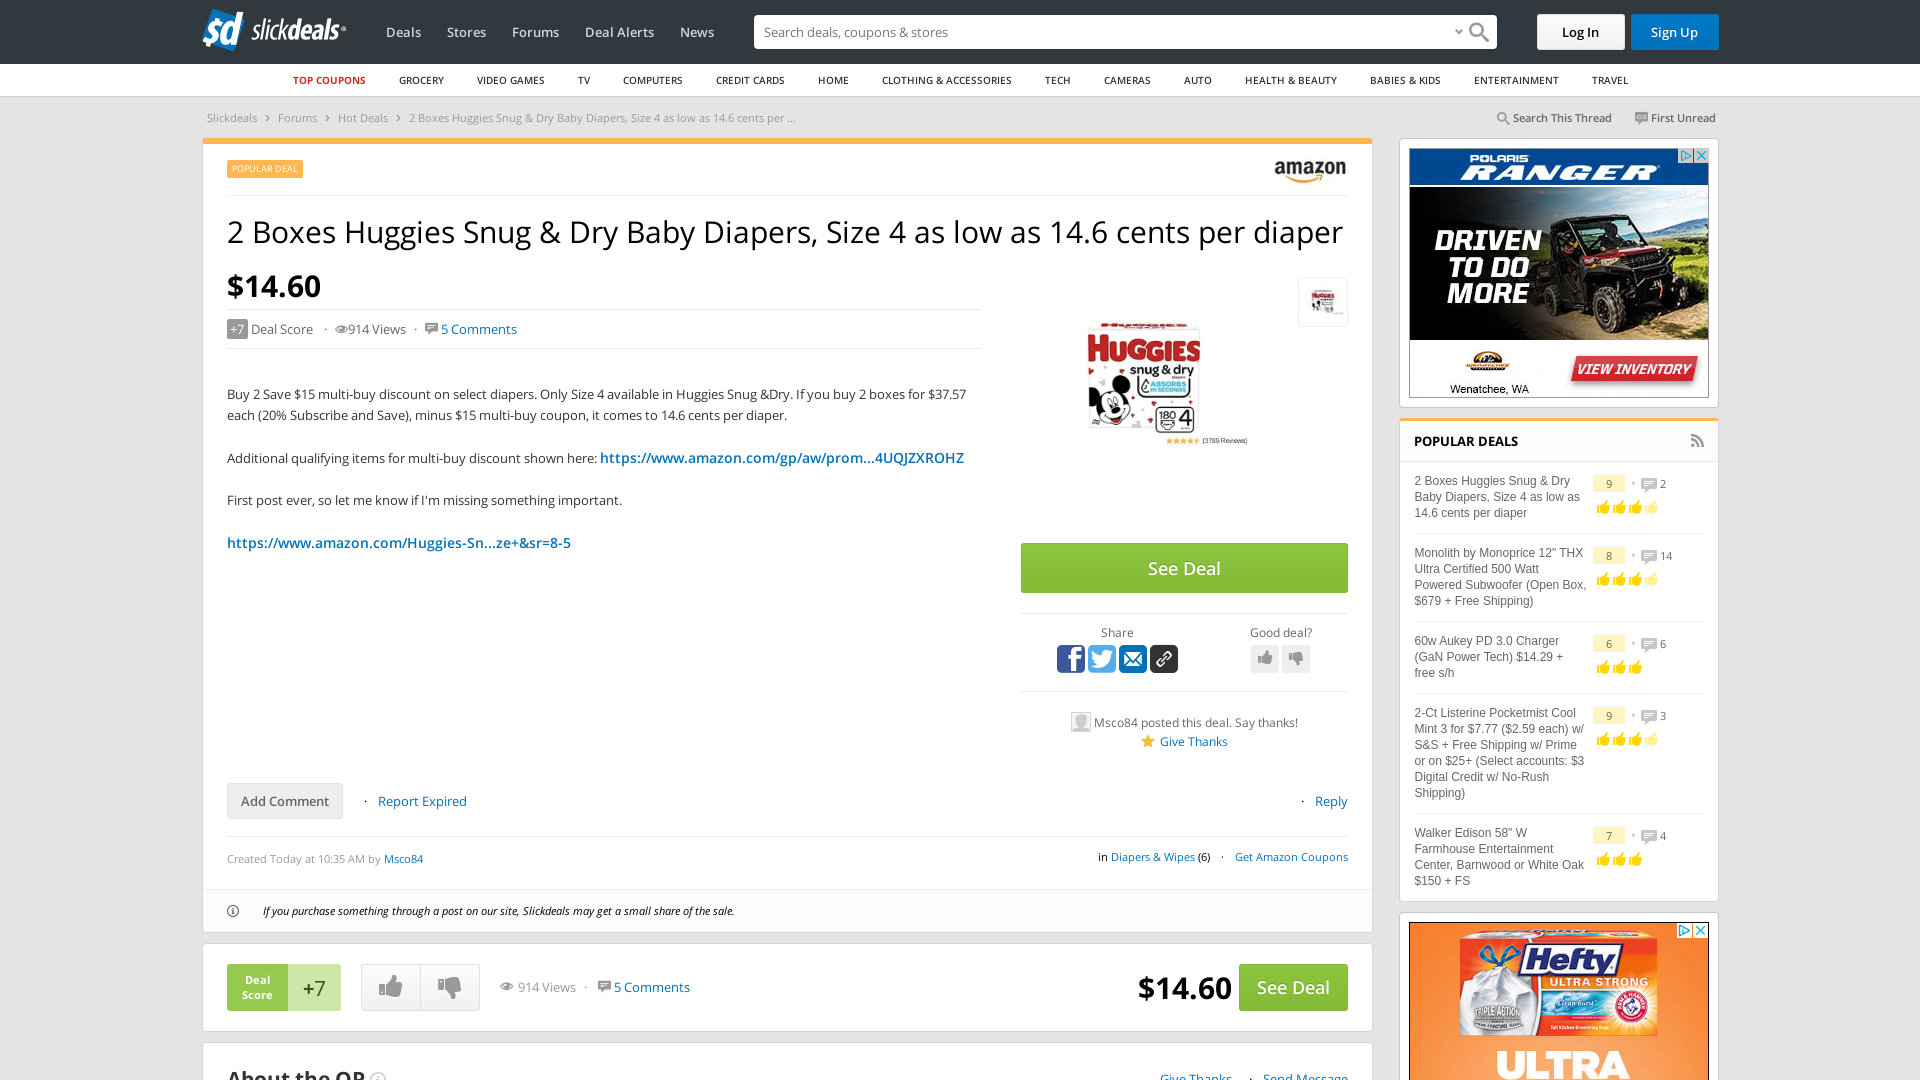 slickdeals
Deals
Stores
Forums
Deal Alerts
News
Search deals, coupons & stores
Log In
Sign Up
TOP COUPONS
GROCERY
VIDEO GAMES
TV
COMPUTERS
CREDIT CARDS
HOME
CLOTHING & ACCESSORIES
TECH
CAMERAS
AUTO
HEALTH & BEAUTY
BABIES & KIDS
ENTERTAINMENT
TRAVEL
Slickdeals > Forums > Hot Deals > 2 Boxes Huggies Snug & Dry Baby Diapers, Size 4 as low as 14.6 cents per ...
Search This Thread
First Unread
POPULAR DEAL
amazon
2 Boxes Huggies Snug & Dry Baby Diapers, Size 4 as low as 14.6 cents per diaper
$14.60
+7 Deal Score · 914 Views · 5 Comments
Buy 2 Save $15 multi-buy discount on select diapers. Only Size 4 available in Huggies Snug &Dry. If you buy 2 boxes for $37.57
each (20% Subscribe and Save), minus $15 multi-buy coupon, it comes to 14.6 cents per diaper.
Additional qualifying items for multi-buy discount shown here: https://www.amazon.com/gp/aw/prom...4UQJZXROHZ
First post ever, so let me know if I'm missing something important.
https://www.amazon.com/Huggies-Sn...ze+&sr=8-5
HUGGIES
snug & dry
ABSORBS
IN SECONDS
180
4
(3769 Reviews)
See Deal
Share
Good deal?
Msco84 posted this deal. Say thanks!
Give Thanks
Add Comment
· Report Expired
· Reply
Created Today at 10:35 AM by Msco84
in Diapers & Wipes (6) · Get Amazon Coupons
If you purchase something through a post on our site, Slickdeals may get a small share of the sale.
Deal
Score
+7
914 Views · 5 Comments
$14.60
See Deal
About the OP
Give Thanks · Send Message
POLARIS
RANGER
DRIVEN
TO DO
MORE
Wenatchee, WA
VIEW INVENTORY
POPULAR DEALS
2 Boxes Huggies Snug & Dry
Baby Diapers, Size 4 as low as
14.6 cents per diaper
9 · 2
Monolith by Monoprice 12" THX
Ultra Certified 500 Watt
Powered Subwoofer (Open Box,
$679 + Free Shipping)
8 · 14
60w Aukey PD 3.0 Charger
(GaN Power Tech) $14.29 +
free s/h
6 · 6
2-Ct Listerine Pocketmist Cool
Mint 3 for $7.77 ($2.59 each) w/
S&S + Free Shipping w/ Prime
or on $25+ (Select accounts: $3
Digital Credit w/ No-Rush
Shipping)
9 · 3
Walker Edison 58" W
Farmhouse Entertainment
Center, Barnwood or White Oak
$150 + FS
7 · 4
Hefty
ULTRA STRONG
TRIPLE ACTION
Clean burst
ARM & HAMMER
Tall Kitchen Drawstring Bags
ULTRA